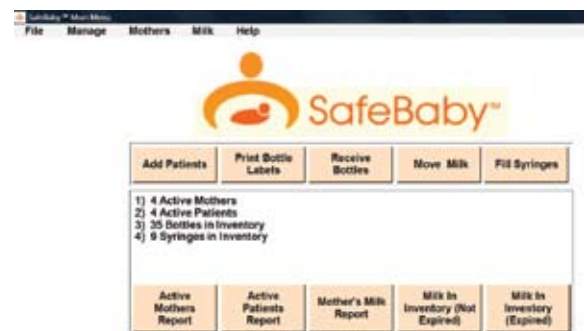 SafeBaby™ Main Menu
File Manage Mothers Milk Help
SafeBaby™
Add Patients
Print Bottle
Labels
Receive
Bottles
Move Milk
Fill Syringes
1) 4 Active Mothers
2) 4 Active Patients
3) 35 Bottles in Inventory
4) 9 Syringes in Inventory
Active
Mothers
Report
Active
Patients
Report
Mother's Milk
Report
Milk In
Inventory (Not
Expired)
Milk In
Inventory
(Expired)